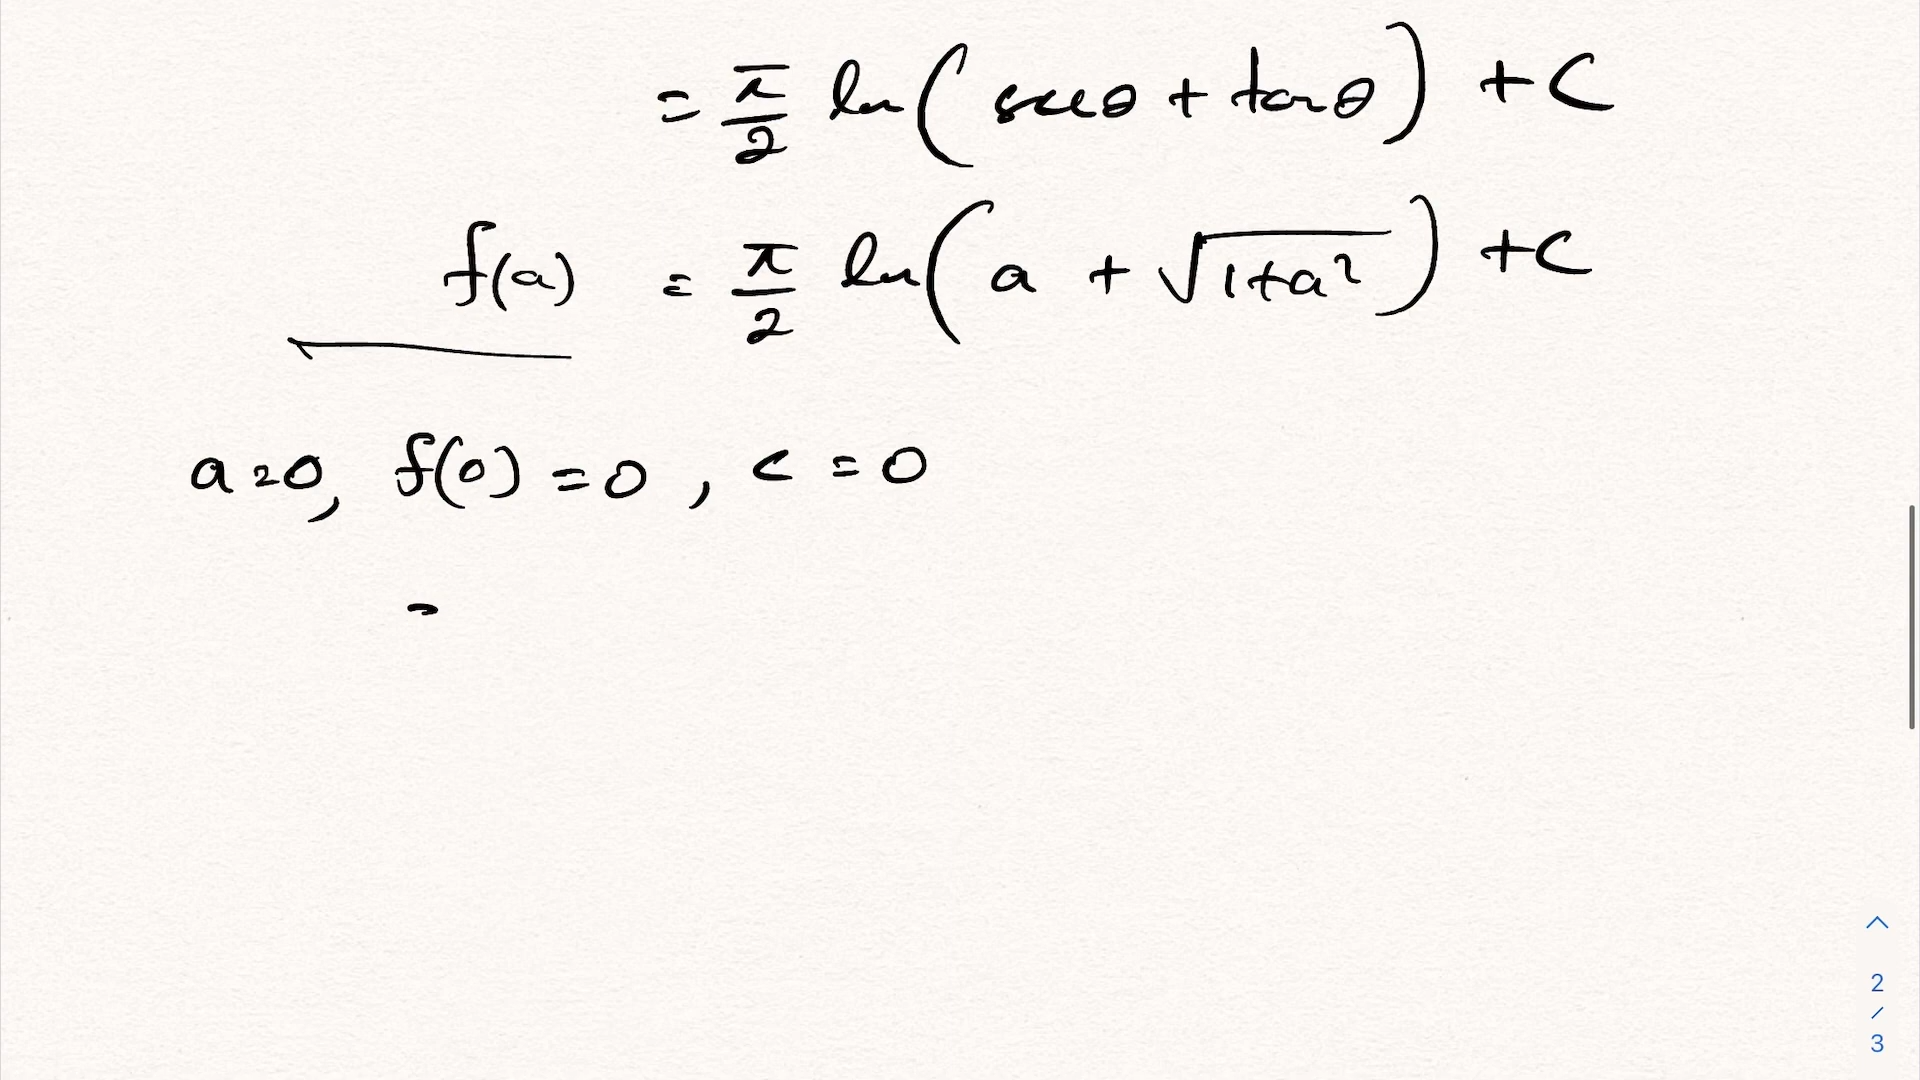 = π/2 ln( secθ + tanθ ) + C
f(a) = π/2 ln( a + √(1+a²) ) + C
a=0, f(0) = 0, c =0
=
2
/
3